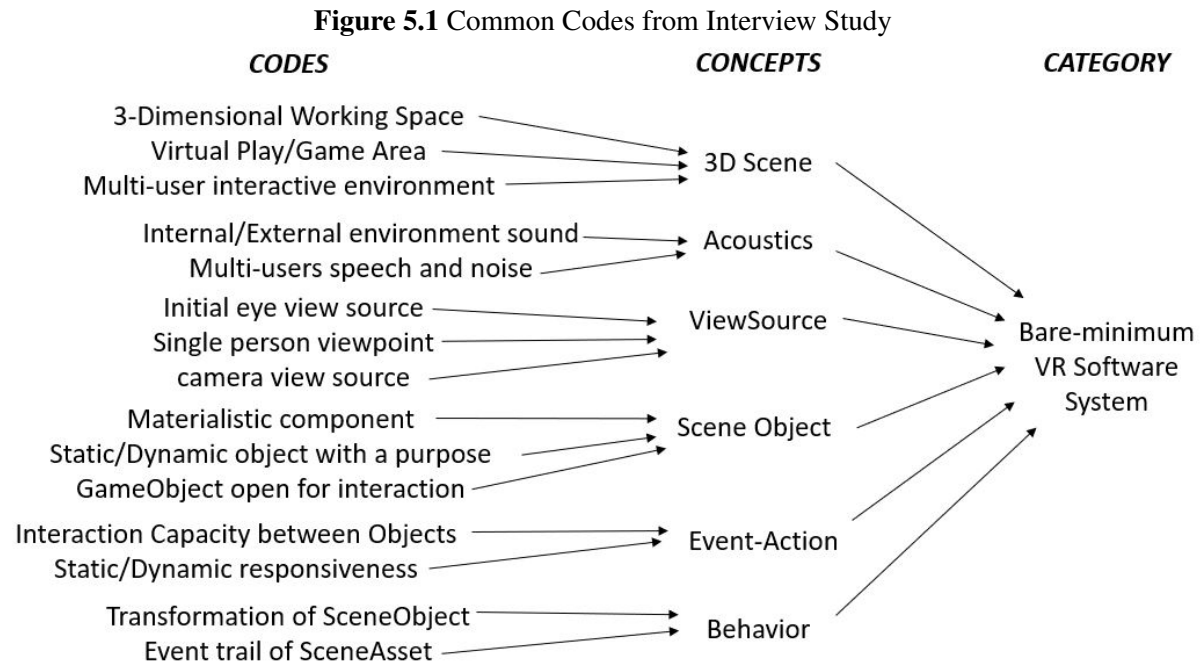 Figure 5.1 Common Codes from Interview Study
CODES
CONCEPTS
CATEGORY
3-Dimensional Working Space
Virtual Play/Game Area
Multi-user interactive environment
3D Scene
Internal/External environment sound
Multi-users speech and noise
Acoustics
Initial eye view source
Single person viewpoint
camera view source
ViewSource
Materialistic component
Static/Dynamic object with a purpose
GameObject open for interaction
Scene Object
Interaction Capacity between Objects
Static/Dynamic responsiveness
Event-Action
Transformation of SceneObject
Event trail of SceneAsset
Behavior
Bare-minimum
VR Software
System